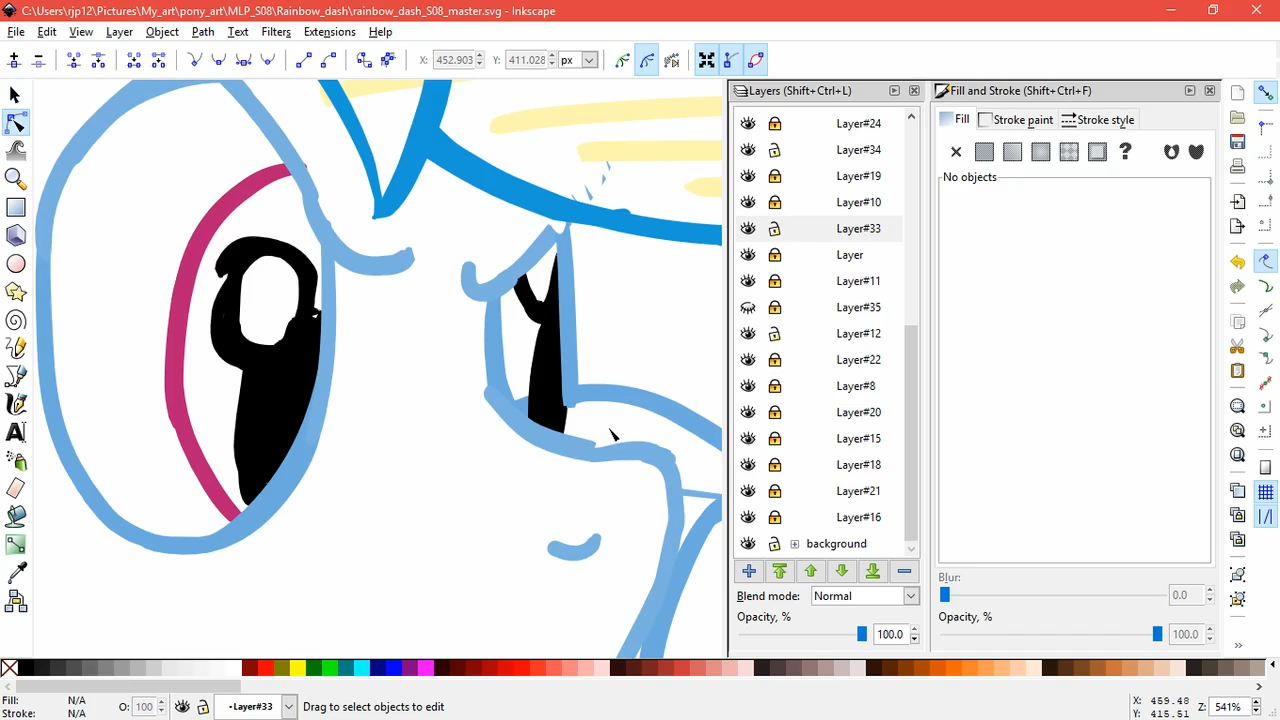 C:\Users\rjp12\Pictures\My_art\pony_art\MLP_S08\Rainbow_dash\rainbow_dash_S08_master.svg - Inkscape
File Edit View Layer Object Path Text Filters Extensions Help
X: 452.903 Y: 411.028 px
Layers (Shift+Ctrl+L)
Layer#24
Layer#34
Layer#19
Layer#10
Layer#33
Layer
Layer#11
Layer#35
Layer#12
Layer#22
Layer#8
Layer#20
Layer#15
Layer#18
Layer#21
Layer#16
background
Blend mode: Normal
Opacity, %
100.0
Fill and Stroke (Shift+Ctrl+F)
Fill Stroke paint Stroke style
No objects
Blur:
0.0
Opacity, %
100.0
Fill: N/A
Stroke: N/A
O: 100
·Layer#33
Drag to select objects to edit
X: 459.48
Y: 415.51
Z: 541%